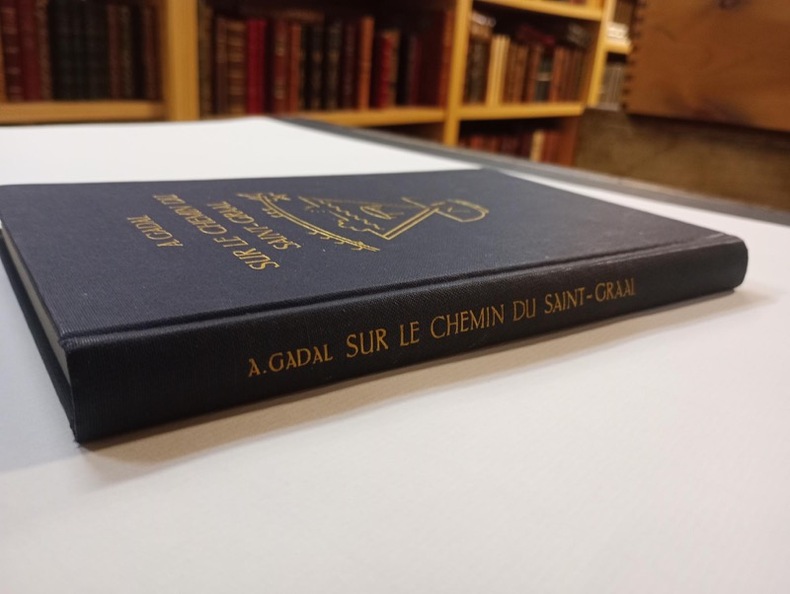 A. GADAL
SUR LE CHEMIN DU
SAINT-GRAAL
A. GADAL SUR LE CHEMIN DU SAINT-GRAAL